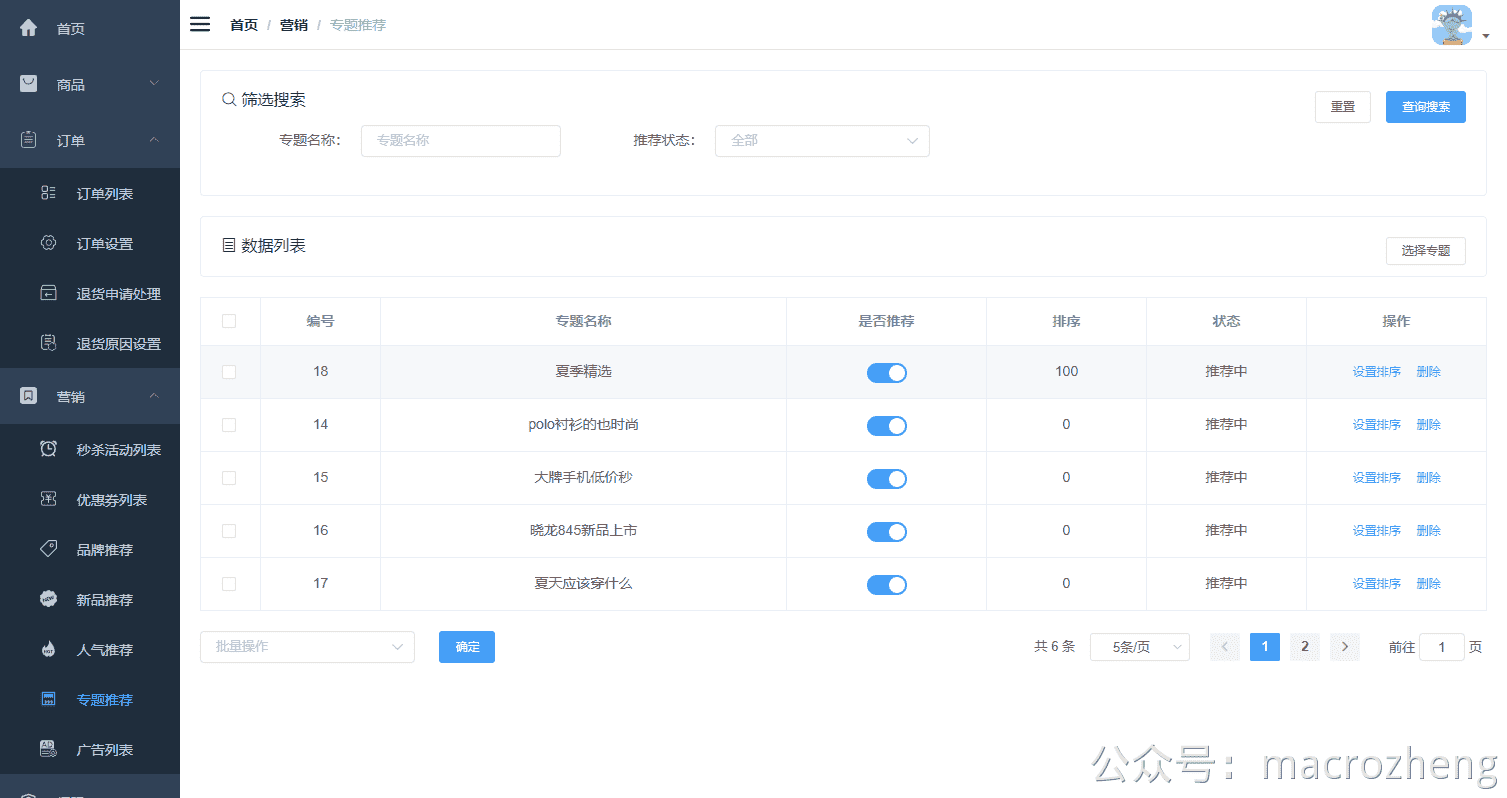 首页
商品
订单
订单列表
订单设置
退货申请处理
退货原因设置
营销
秒杀活动列表
优惠券列表
品牌推荐
新品推荐
人气推荐
专题推荐
广告列表
首页 / 营销 / 专题推荐
筛选搜索
重置 查询搜索
专题名称： 专题名称 推荐状态： 全部
数据列表
选择专题
编号 专题名称 是否推荐 排序 状态 操作
18 夏季精选 100 推荐中 设置排序 删除
14 polo衬衫的也时尚 0 推荐中 设置排序 删除
15 大牌手机低价秒 0 推荐中 设置排序 删除
16 晓龙845新品上市 0 推荐中 设置排序 删除
17 夏天应该穿什么 0 推荐中 设置排序 删除
批量操作 确定 共 6 条 5条/页 1 2 前往 1 页
公众号：macrozheng